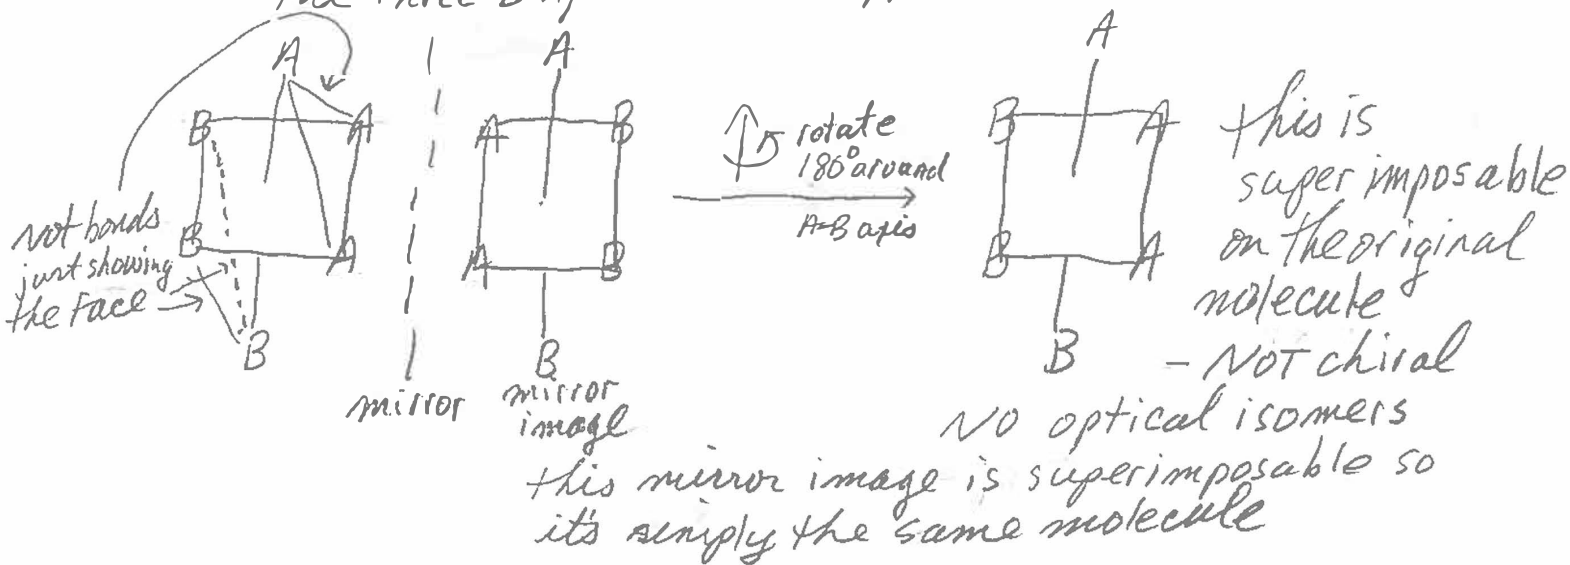 A
B A
B A
B
Not bonds
just showing
the Face
mirror
A
A B
A B
B
mirror
image
rotate
180° around
A-B axis
A
B A
B A
B
this is
superimposable
on the original
molecule
- NOT chiral
NO optical isomers
this mirror image is superimposable so
it's simply the same molecule